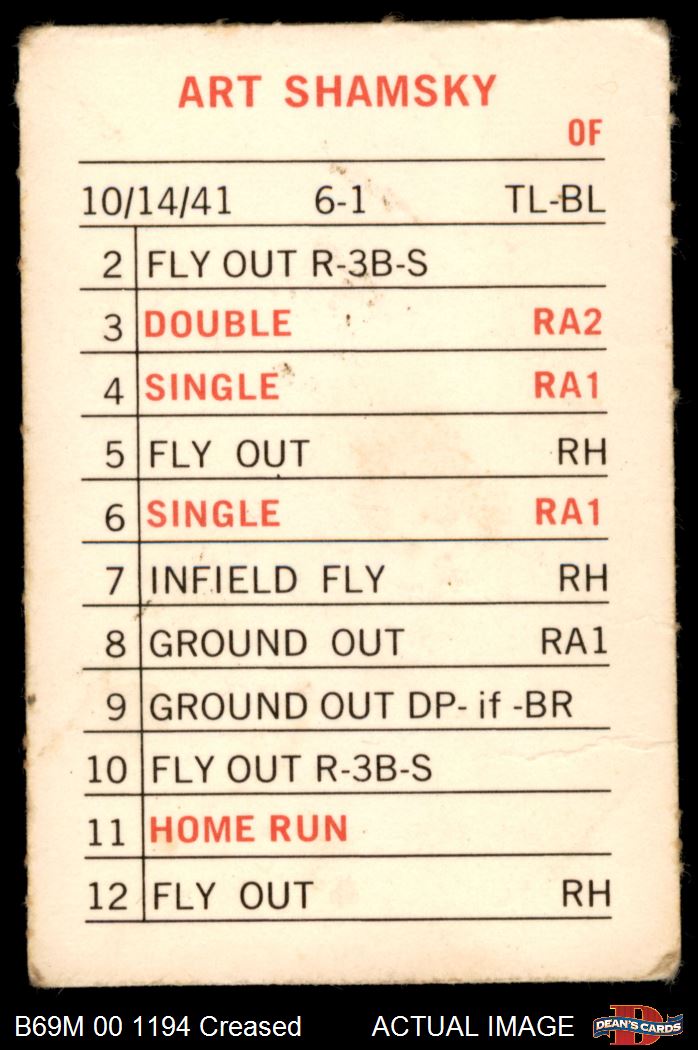 ART SHAMSKY
OF
10/14/41 6-1 TL-BL
2 FLY OUT R-3B-S
3 DOUBLE RA2
4 SINGLE RA1
5 FLY OUT RH
6 SINGLE RA1
7 INFIELD FLY RH
8 GROUND OUT RA1
9 GROUND OUT DP- if -BR
10 FLY OUT R-3B-S
11 HOME RUN
12 FLY OUT RH
B69M 00 1194 Creased ACTUAL IMAGE D DEAN'S CARDS